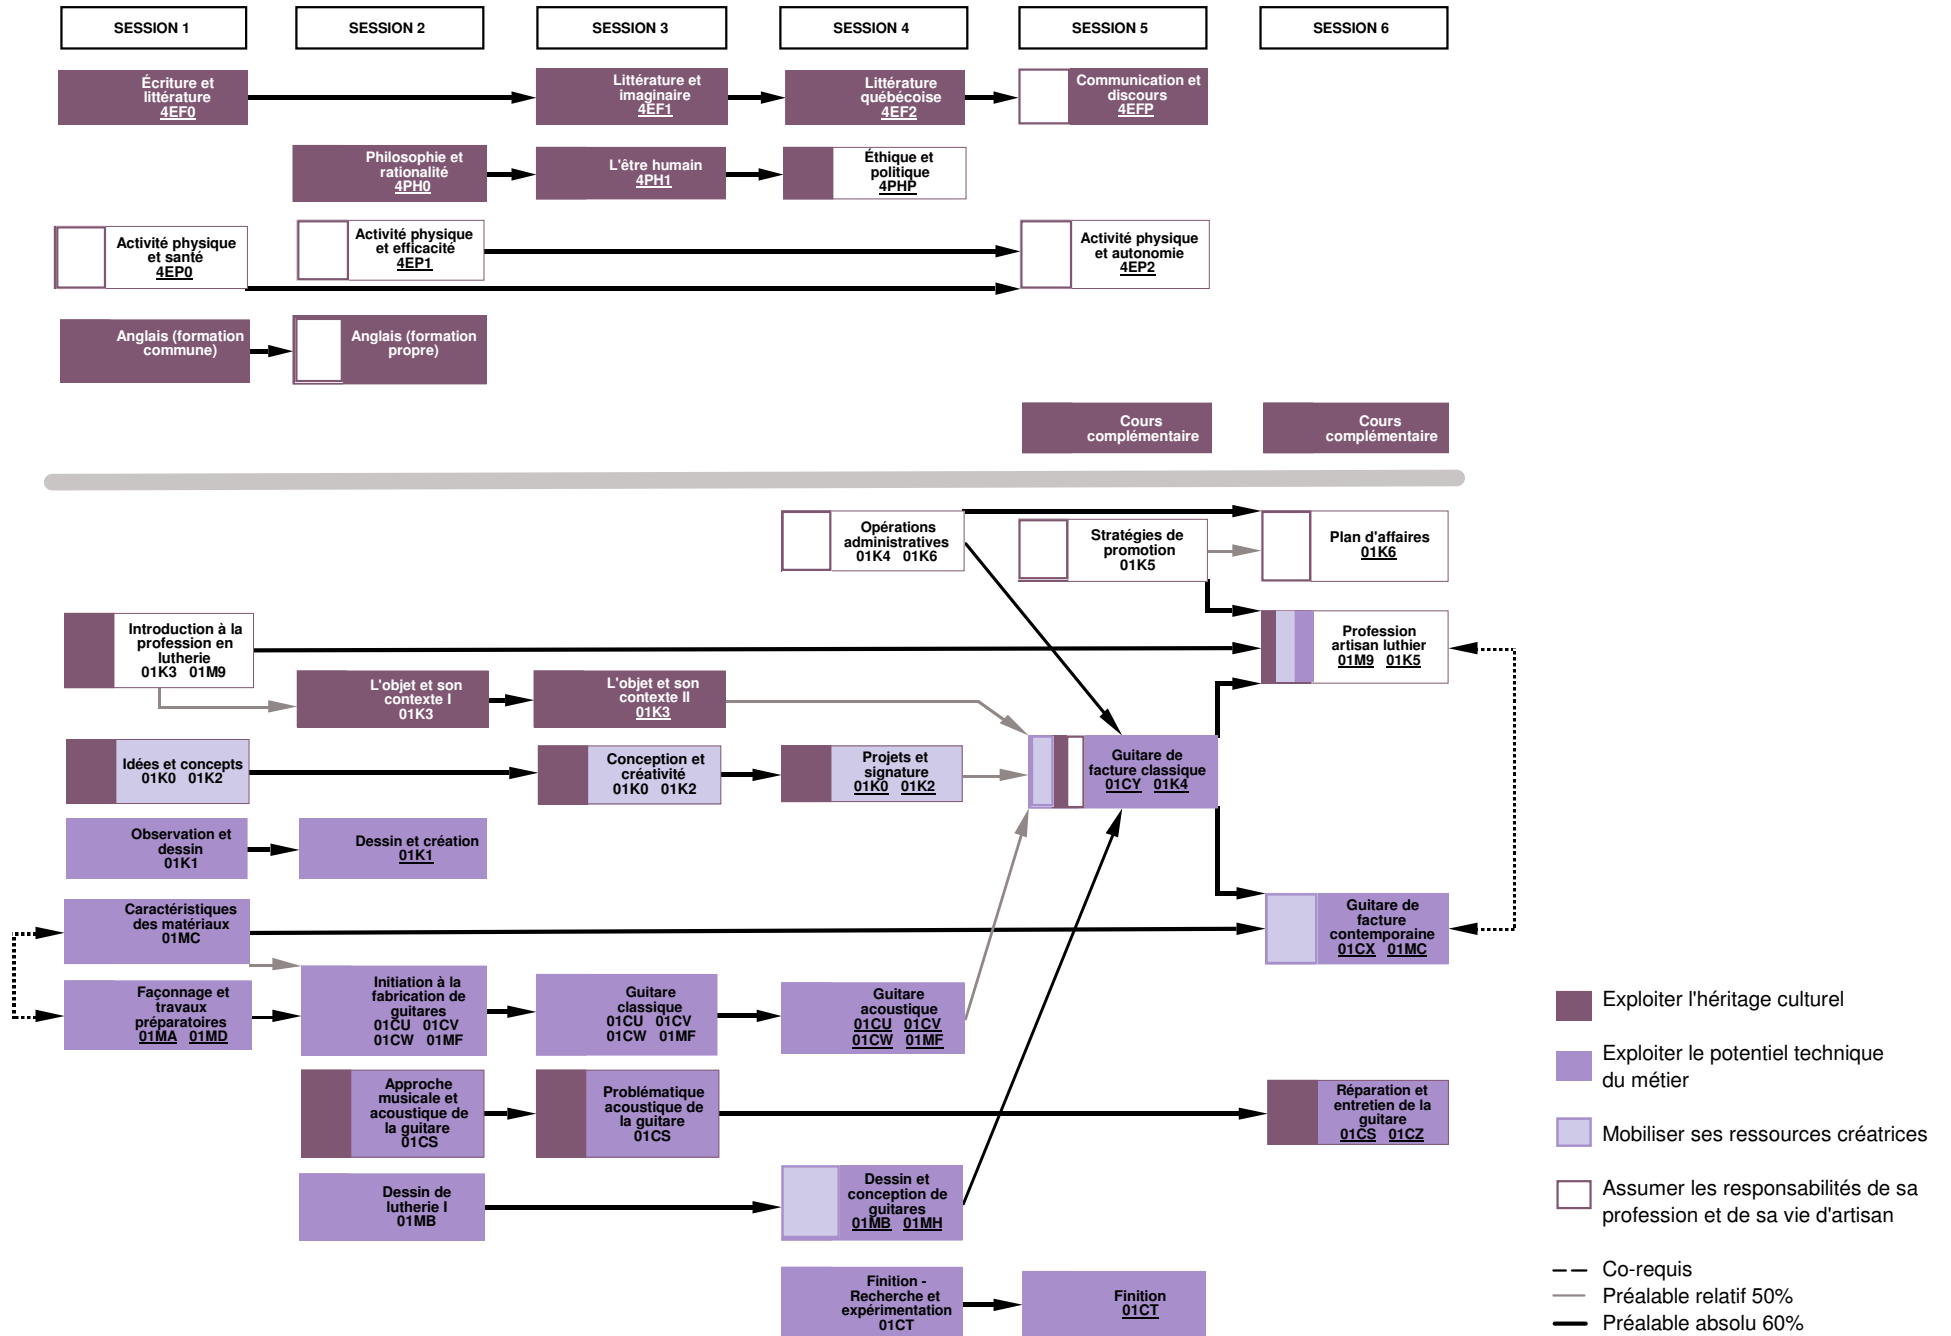 SESSION 1
SESSION 2
SESSION 3
SESSION 4
SESSION 5
SESSION 6
Écriture et
littérature
4EF0
Littérature et
imaginaire
4EF1
Littérature
québécoise
4EF2
Communication et
discours
4EFP
Philosophie et
rationalité
4PH0
L'être humain
4PH1
Éthique et
politique
4PHP
Activité physique
et santé
4EP0
Activité physique
et efficacité
4EP1
Activité physique
et autonomie
4EP2
Anglais (formation
commune)
Anglais (formation
propre)
Cours
complémentaire
Cours
complémentaire
Opérations
administratives
01K4 01K6
Stratégies de
promotion
01K5
Plan d'affaires
01K6
Introduction à la
profession en
lutherie
01K3 01M9
Profession
artisan luthier
01M9 01K5
L'objet et son
contexte I
01K3
L'objet et son
contexte II
01K3
Idées et concepts
01K0 01K2
Conception et
créativité
01K0 01K2
Projets et
signature
01K0 01K2
Guitare de
facture classique
01CY 01K4
Observation et
dessin
01K1
Dessin et création
01K1
Caractéristiques
des matériaux
01MC
Guitare de
facture
contemporaine
01CX 01MC
Façonnage et
travaux
préparatoires
01MA 01MD
Initiation à la
fabrication de
guitares
01CU 01CV
01CW 01MF
Guitare
classique
01CU 01CV
01CW 01MF
Guitare
acoustique
01CU 01CV
01CW 01MF
Approche
musicale et
acoustique de
la guitare
01CS
Problématique
acoustique de
la guitare
01CS
Réparation et
entretien de la
guitare
01CS 01CZ
Dessin de
lutherie I
01MB
Dessin et
conception de
guitares
01MB 01MH
Finition -
Recherche et
expérimentation
01CT
Finition
01CT
Exploiter l'héritage culturel
Exploiter le potentiel technique
du métier
Mobiliser ses ressources créatrices
Assumer les responsabilités de sa
profession et de sa vie d'artisan
Co-requis
Préalable relatif 50%
Préalable absolu 60%